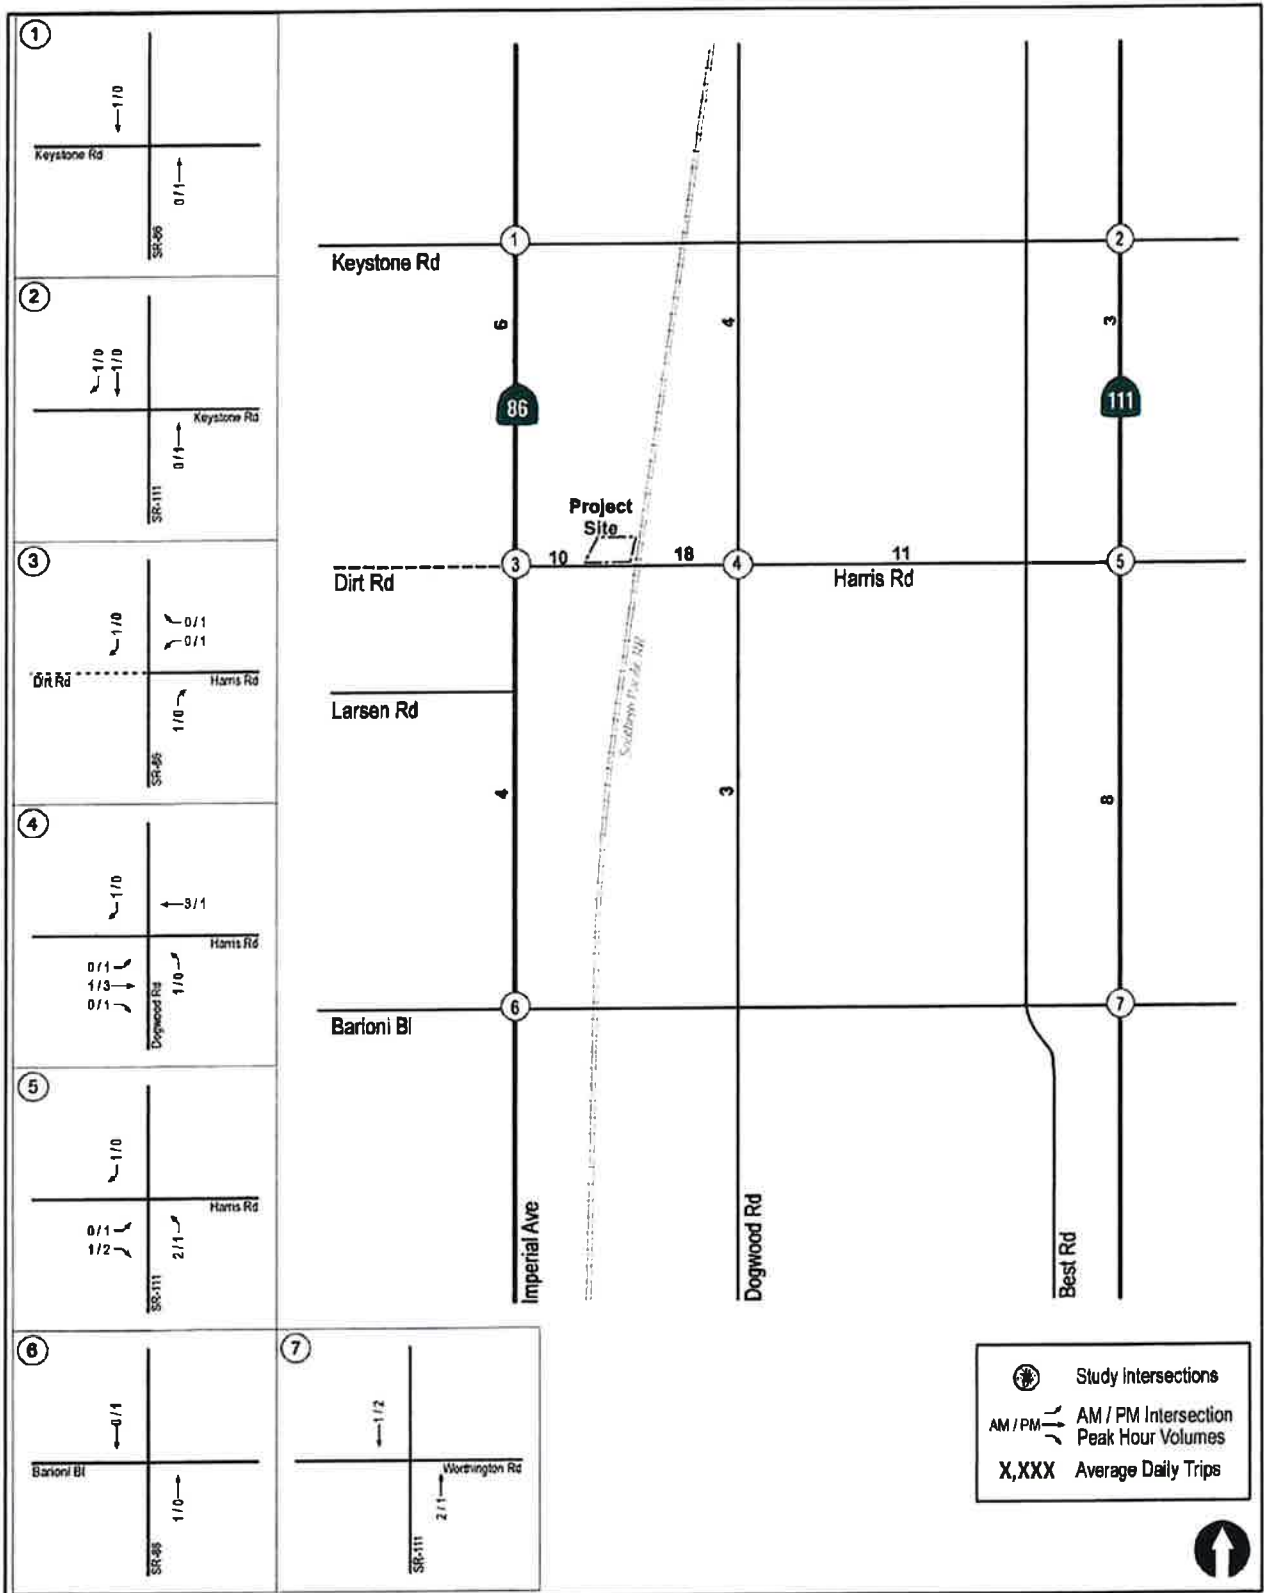 1
1 / 0
Keystone Rd
0 / 1
SR-86
2
1 / 0
1 / 0
Keystone Rd
0 / 1
SR-111
3
1 / 0
0 / 1
0 / 1
Dirt Rd
Harris Rd
1 / 0
SR-86
4
1 / 0
3 / 1
Harris Rd
0 / 1
1 / 3
0 / 1
1 / 0
Dogwood Rd
5
1 / 0
Harris Rd
0 / 1
1 / 2
2 / 1
SR-111
6
0 / 1
Barioni Bl
1 / 0
SR-86
7
1 / 2
Worthington Rd
2 / 1
SR-111
1
2
Keystone Rd
6
4
3
86
111
Project
Site
3
10
18
4
11
5
Dirt Rd
Harris Rd
Southern Pacific RR
Larsen Rd
4
3
8
6
7
Barioni Bl
Imperial Ave
Dogwood Rd
Best Rd
Study Intersections
AM / PM
AM / PM Intersection
Peak Hour Volumes
X,XXX Average Daily Trips